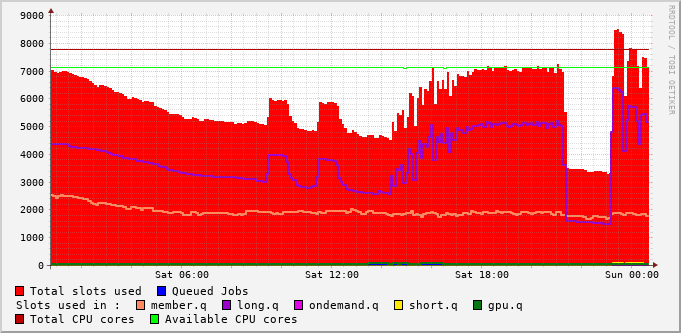 9000
8000
7000
6000
5000
4000
3000
2000
1000
0
Sat 06:00 Sat 12:00 Sat 18:00 Sun 00:00
RRDTOOL / TOBI OETIKER
Total slots used Queued Jobs
Slots used in : member.q long.q ondemand.q short.q gpu.q
Total CPU cores Available CPU cores